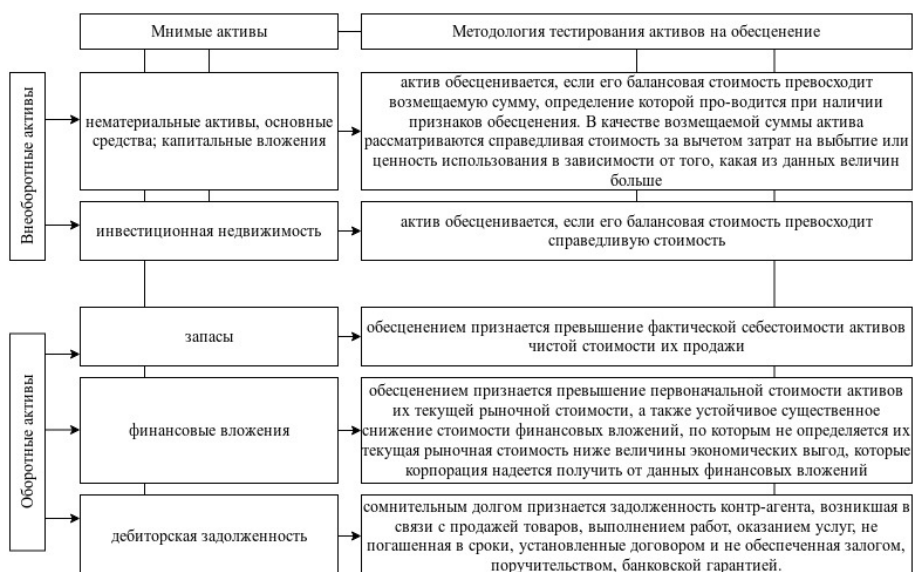 Мнимые активы
Методология тестирования активов на обесценение
Внеоборотные активы
нематериальные активы, основные
средства; капитальные вложения
актив обесценивается, если его балансовая стоимость превосходит
возмещаемую сумму, определение которой про-водится при наличии
признаков обесценения. В качестве возмещаемой суммы актива
рассматриваются справедливая стоимость за вычетом затрат на выбытие или
ценность использования в зависимости от того, какая из данных величин
больше
инвестиционная недвижимость
актив обесценивается, если его балансовая стоимость превосходит
справедливую стоимость
Оборотные активы
запасы
обесценением признается превышение фактической себестоимости активов
чистой стоимости их продажи
финансовые вложения
обесценением признается превышение первоначальной стоимости активов
их текущей рыночной стоимости, а также устойчивое существенное
снижение стоимости финансовых вложений, по которым не определяется их
текущая рыночная стоимость ниже величины экономических выгод, которые
корпорация надеется получить от данных финансовых вложений
дебиторская задолженность
сомнительным долгом признается задолженность контр-агента, возникшая в
связи с продажей товаров, выполнением работ, оказанием услуг, не
погашенная в сроки, установленные договором и не обеспеченная залогом,
поручительством, банковской гарантией.